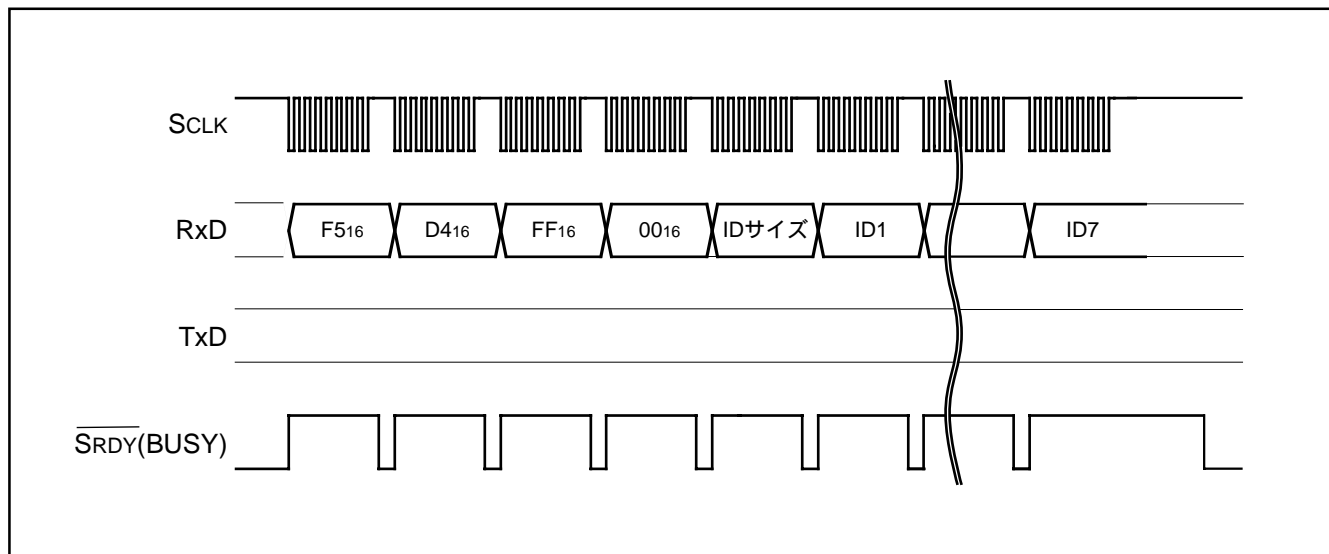 SCLK
RxD F516 D416 FF16 0016 IDサイズ ID1 ID7
TxD
SRDY(BUSY)